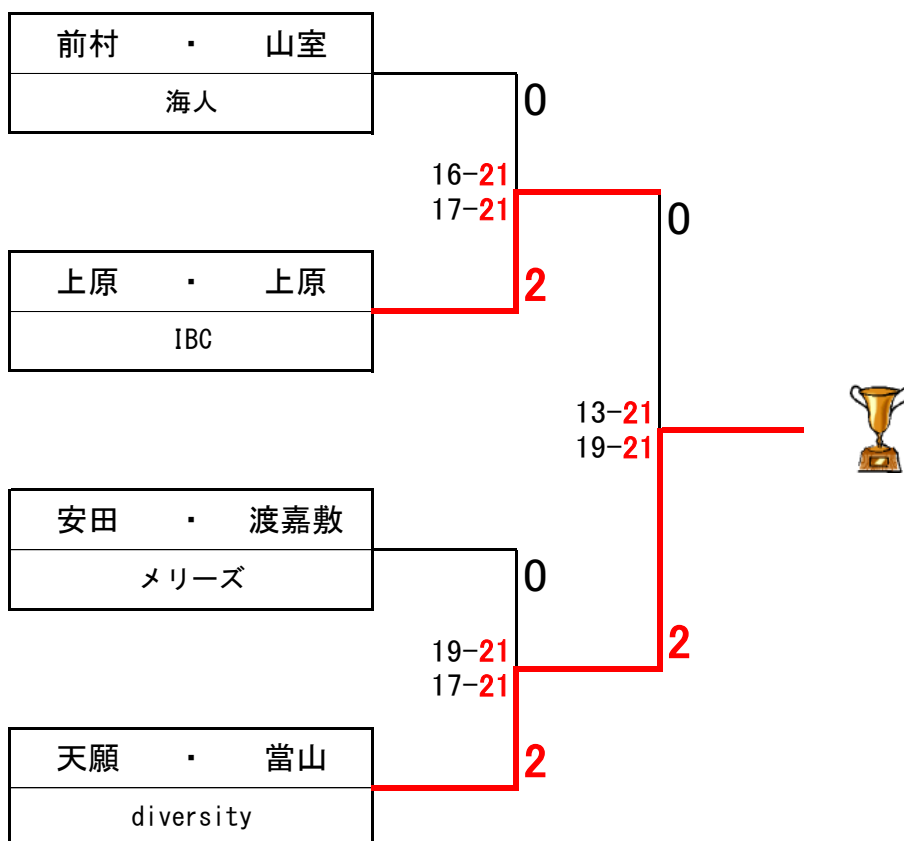 前村 ・ 山室
海人
0
16-21
17-21
0
上原 ・ 上原
2
IBC
13-21
19-21
安田 ・ 渡嘉敷
メリーズ
0
19-21
17-21
2
天願 ・ 當山
2
diversity